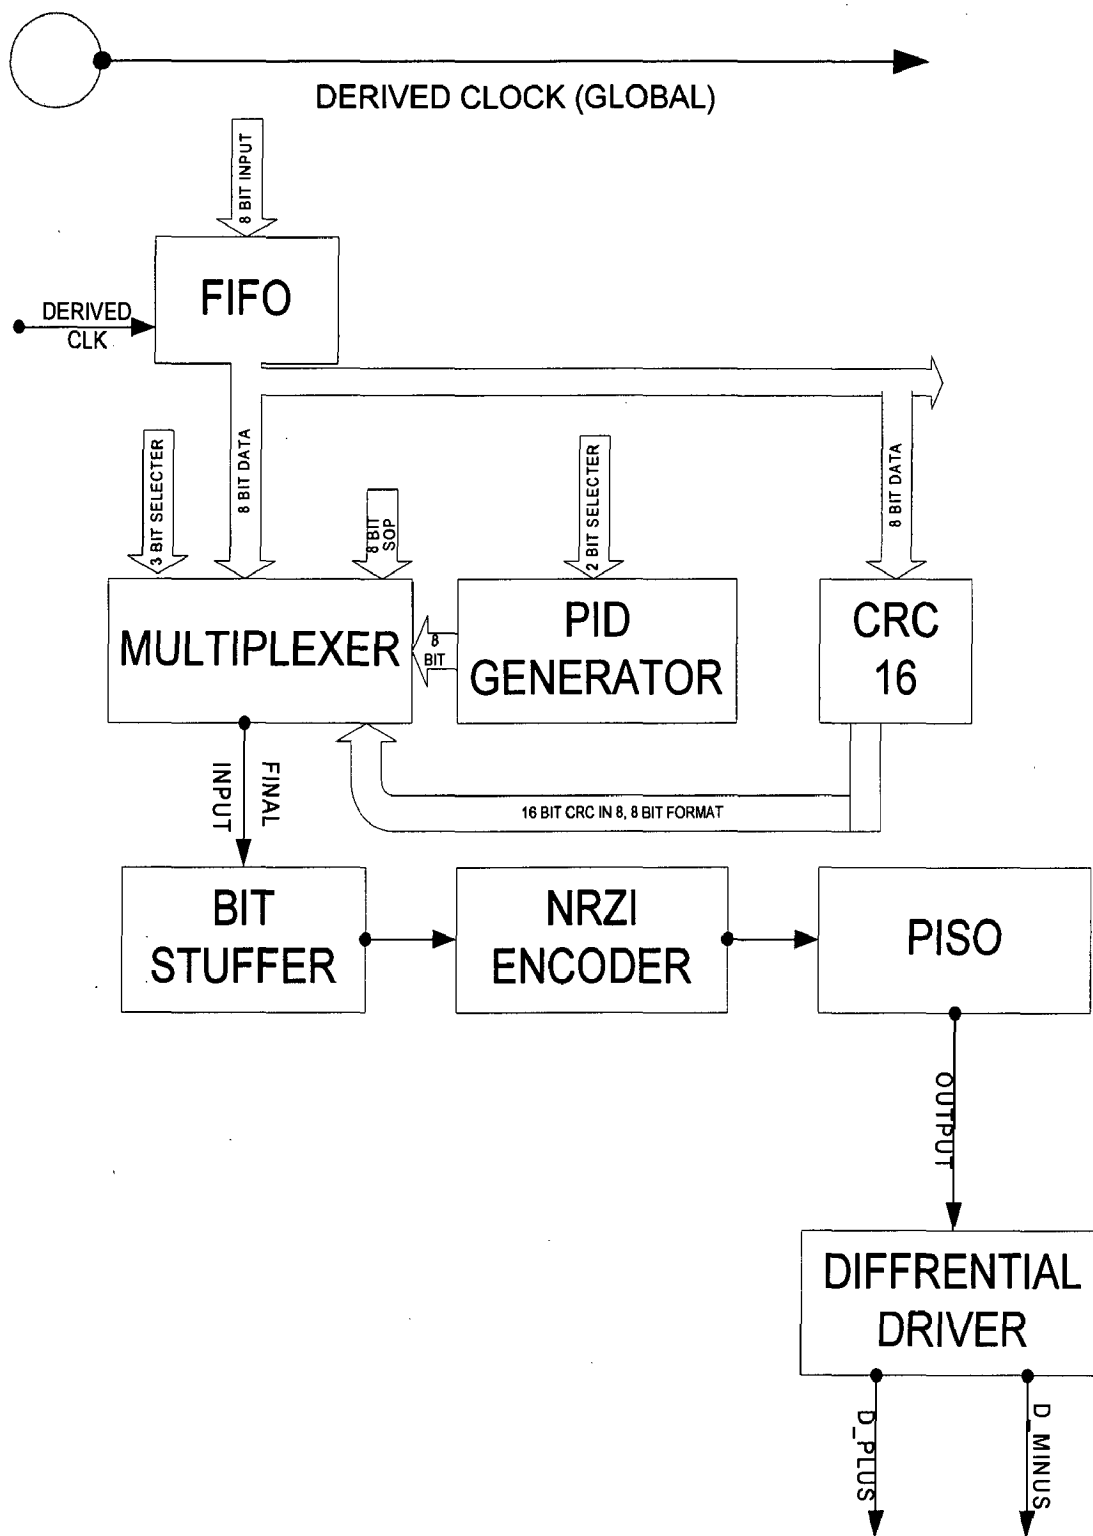 DERIVED CLOCK (GLOBAL)
8 BIT INPUT
FIFO
DERIVED
CLK
3 BIT SELECTER
8 BIT DATA
8 BIT
SOP
2 BIT SELECTER
8 BIT DATA
MULTIPLEXER
8
BIT
PID
GENERATOR
CRC
16
FINAL
INPUT
16 BIT CRC IN 8, 8 BIT FORMAT
BIT
STUFFER
NRZI
ENCODER
PISO
OUTPUT
DIFFRENTIAL
DRIVER
D_PLUS
D_MINUS